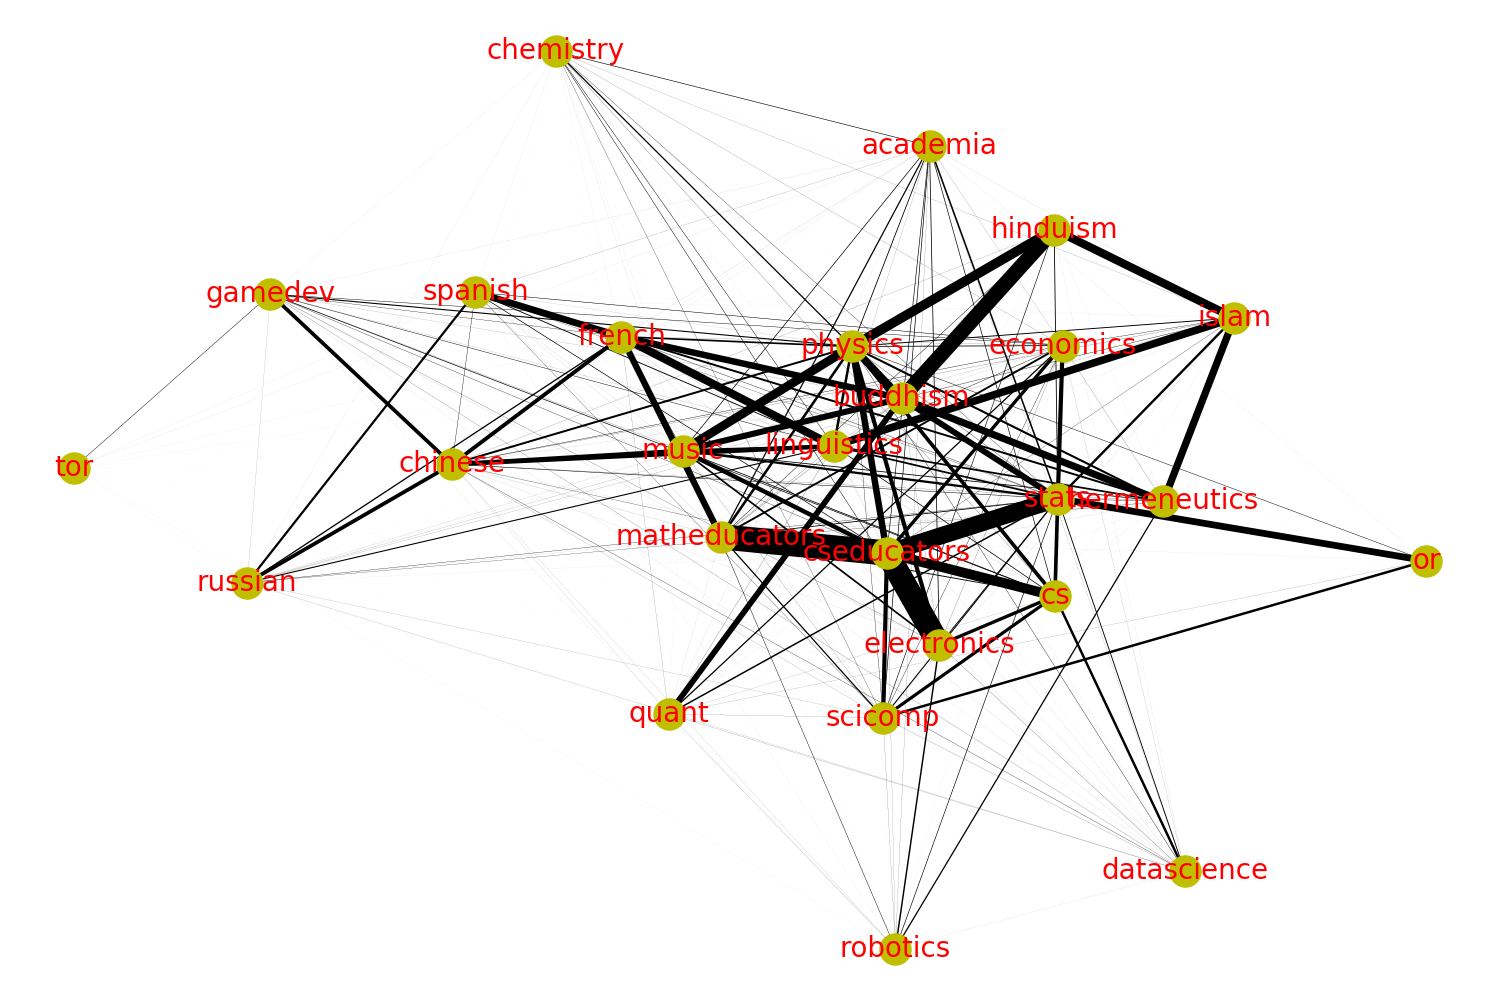 chemistry
academia
hinduism
gamedev
spanish
islam
french
physics
economics
buddhism
linguistics
music
chinese
tor
stats
hermeneutics
matheducators
cseducators
or
russian
cs
electronics
quant
scicomp
datascience
robotics